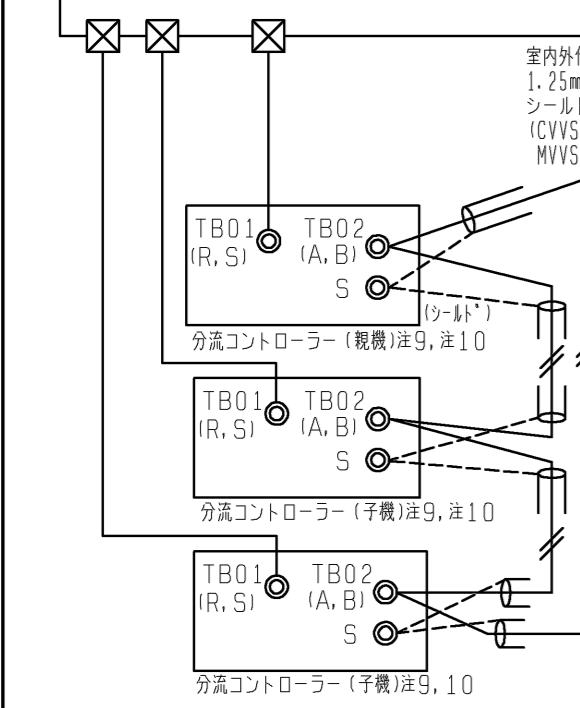 室内外
1.25
シール
(CVVS
MVVS
TB01 TB02
(R,S) (A,B)
S
(シールド)
分流コントローラー(親機)注9,注10
TB01 TB02
(R,S) (A,B)
S
分流コントローラー(子機)注9,注10
TB01 TB02
(R,S) (A,B)
S
分流コントローラー(子機)注9,10